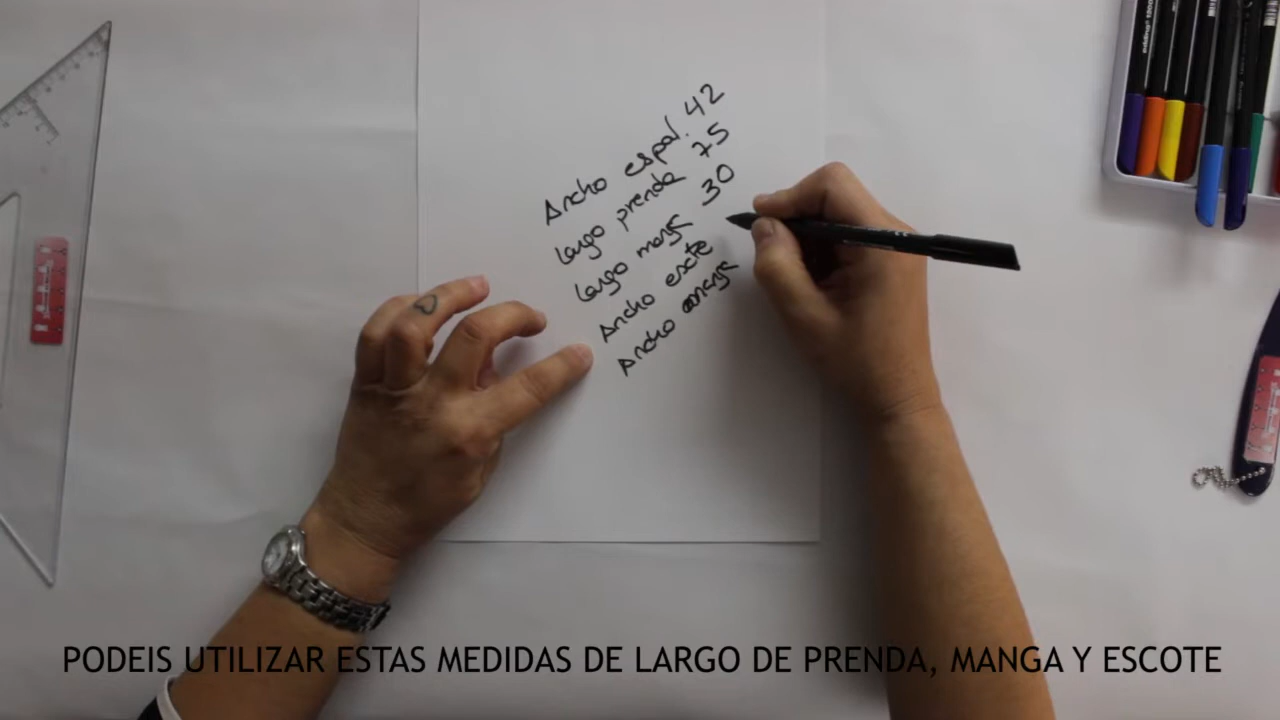 Ancho espal. 42
Largo prenda 75
Largo manga 30
Ancho escte
Ancho manga
PODEIS UTILIZAR ESTAS MEDIDAS DE LARGO DE PRENDA, MANGA Y ESCOTE